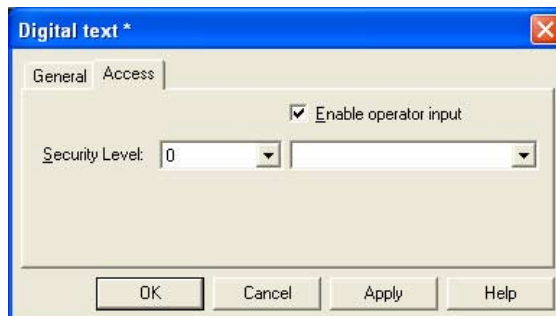 Digital text *
General Access
Enable operator input
Security Level: 0
OK Cancel Apply Help